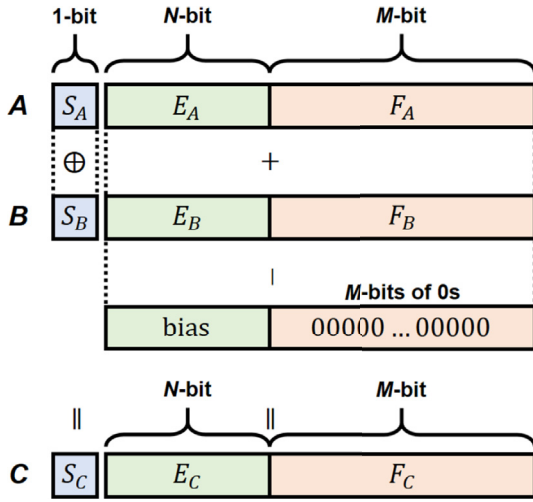 1-bit N-bit M-bit
A S_A E_A F_A
⊕ +
B S_B E_B F_B
−
M-bits of 0s
bias 00000 ... 00000
N-bit M-bit
= =
C S_C E_C F_C